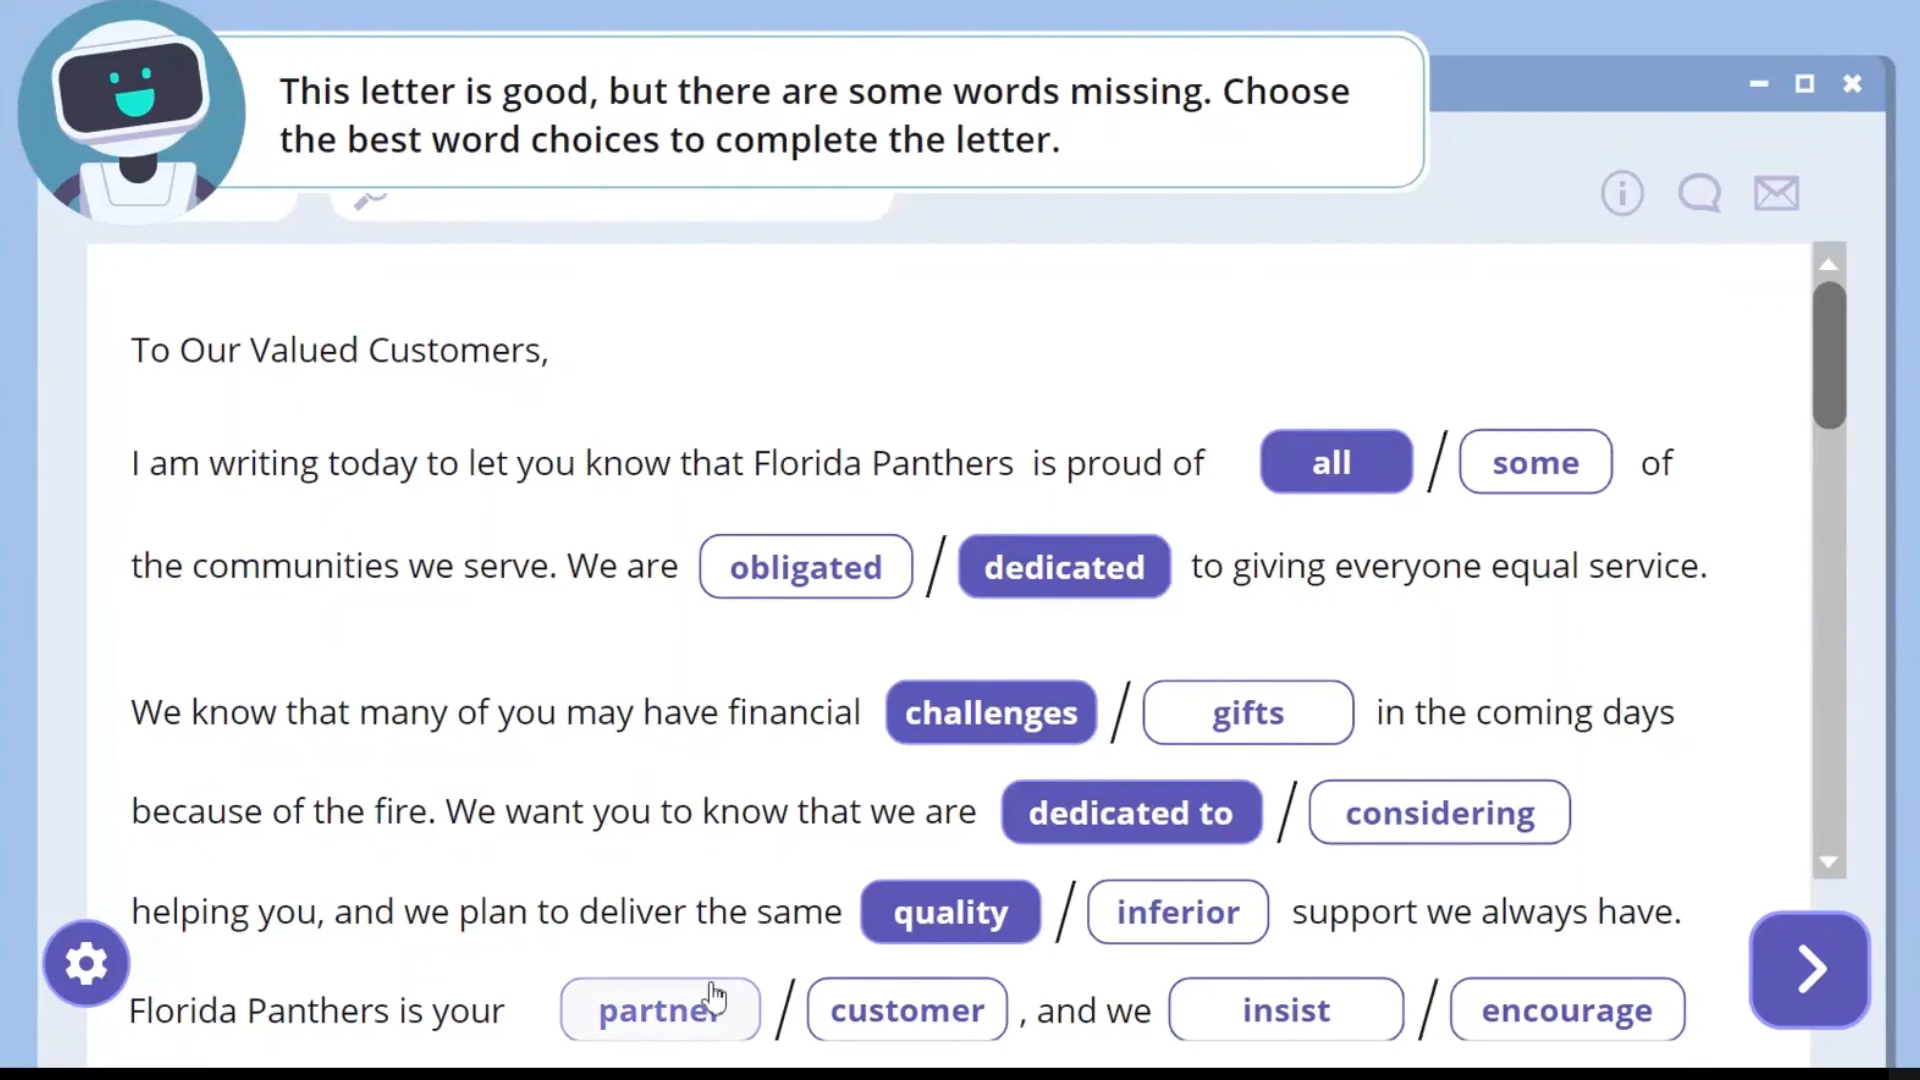 This letter is good, but there are some words missing. Choose
the best word choices to complete the letter.
To Our Valued Customers,
I am writing today to let you know that Florida Panthers is proud of all / some of
the communities we serve. We are obligated / dedicated to giving everyone equal service.
We know that many of you may have financial challenges / gifts in the coming days
because of the fire. We want you to know that we are dedicated to / considering
helping you, and we plan to deliver the same quality / inferior support we always have.
Florida Panthers is your partner / customer , and we insist / encourage